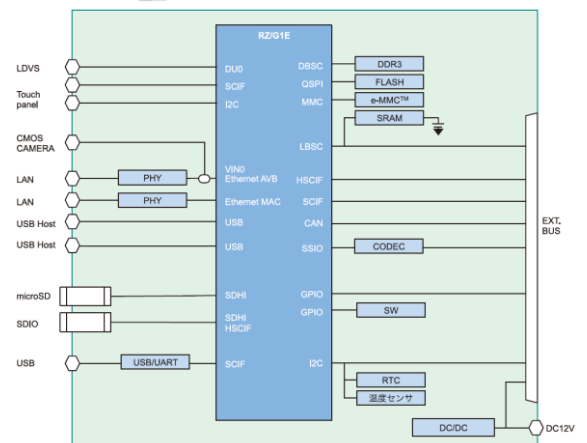 RZ/G1E
LDVS
DU0
DBSC
DDR3
SCIF
QSPI
FLASH
Touch
panel
I2C
MMC
e-MMC™
SRAM
CMOS
CAMERA
LBSC
VIN0
LAN
PHY
Ethernet AVB
HSCIF
LAN
PHY
Ethernet MAC
SCIF
USB Host
USB
CAN
EXT.
BUS
USB Host
USB
SSIO
CODEC
microSD
SDHI
GPIO
SDIO
SDHI
HSCIF
GPIO
SW
USB
USB/UART
SCIF
I2C
RTC
温度センサ
DC/DC
DC12V